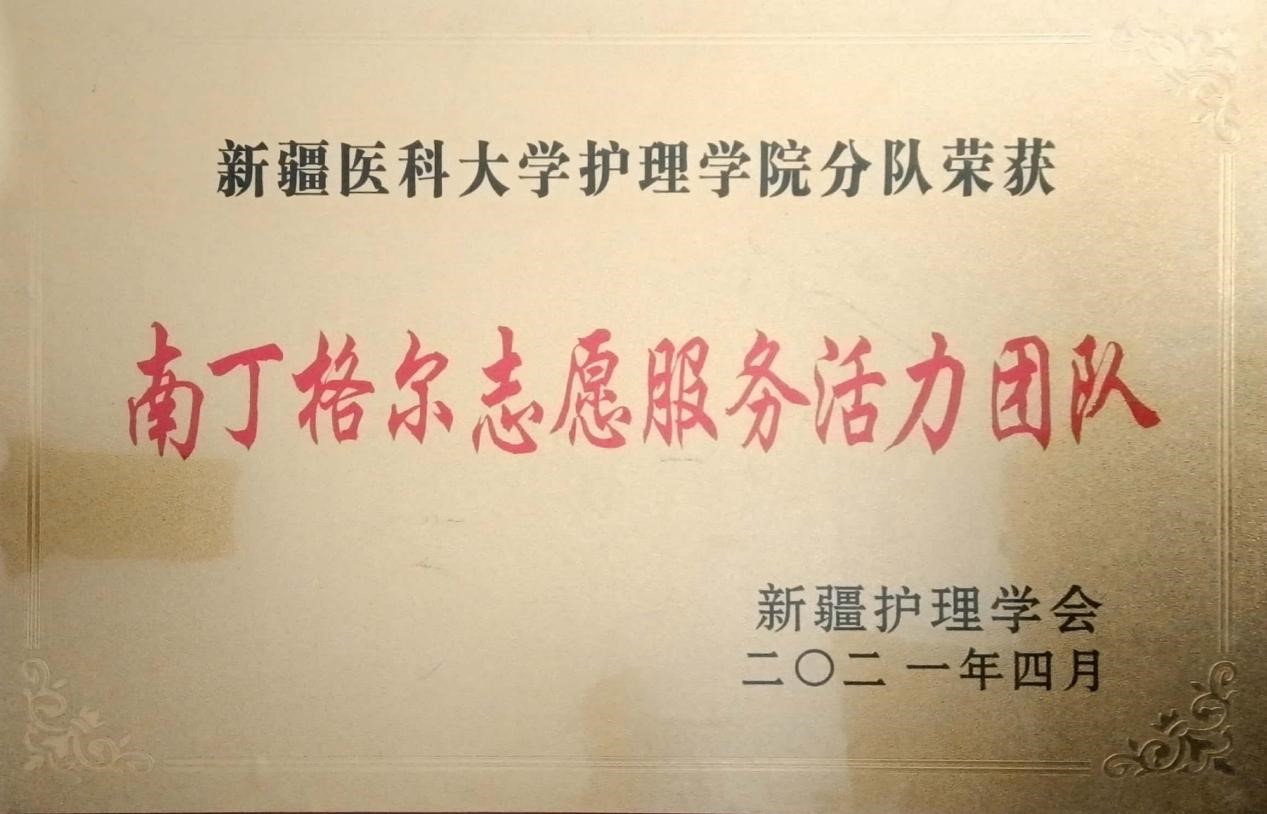 新疆医科大学护理学院分队荣获
南丁格尔志愿服务活力团队
新疆护理学会
二〇二一年四月